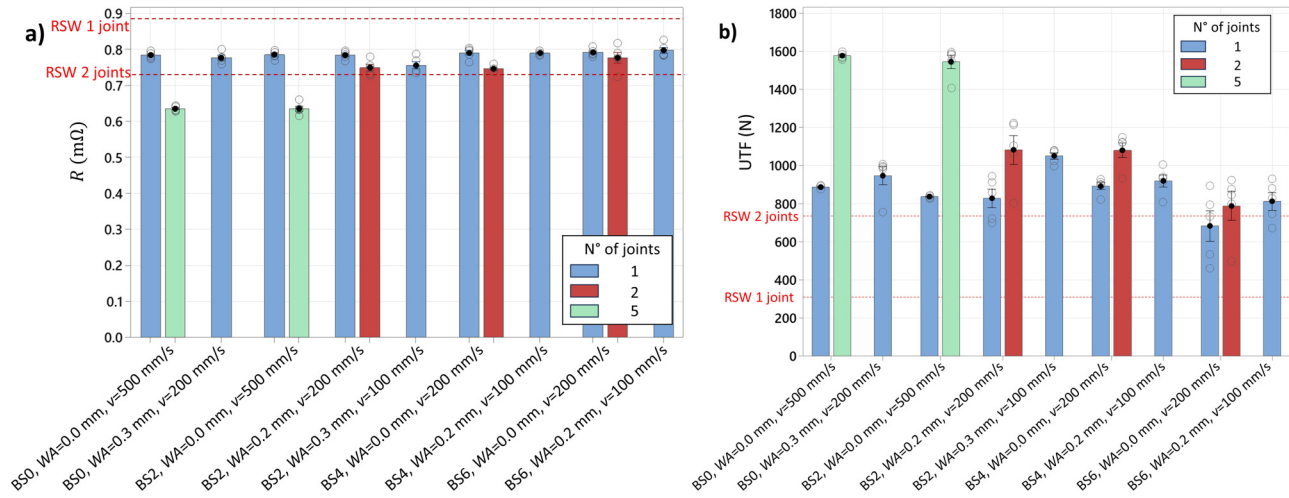 a)
R (mΩ)
0.9
0.8
0.7
0.6
0.5
0.4
0.3
0.2
0.1
0.0
RSW 1 joint
RSW 2 joints
N° of joints
1
2
5
BS0, WA=0.0 mm, v=500 mm/s
BS0, WA=0.3 mm, v=200 mm/s
BS2, WA=0.0 mm, v=500 mm/s
BS2, WA=0.2 mm, v=200 mm/s
BS2, WA=0.3 mm, v=100 mm/s
BS4, WA=0.0 mm, v=200 mm/s
BS4, WA=0.2 mm, v=100 mm/s
BS6, WA=0.0 mm, v=200 mm/s
BS6, WA=0.2 mm, v=100 mm/s
b)
UTF (N)
1800
1600
1400
1200
1000
800
600
400
200
0
RSW 2 joints
RSW 1 joint
N° of joints
1
2
5
BS0, WA=0.0 mm, v=500 mm/s
BS0, WA=0.3 mm, v=200 mm/s
BS2, WA=0.0 mm, v=500 mm/s
BS2, WA=0.2 mm, v=200 mm/s
BS2, WA=0.3 mm, v=100 mm/s
BS4, WA=0.0 mm, v=200 mm/s
BS4, WA=0.2 mm, v=100 mm/s
BS6, WA=0.0 mm, v=200 mm/s
BS6, WA=0.2 mm, v=100 mm/s